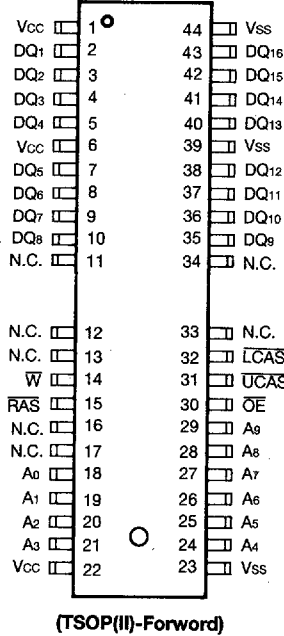 Vcc 1 44 Vss
DQ1 2 43 DQ16
DQ2 3 42 DQ15
DQ3 4 41 DQ14
DQ4 5 40 DQ13
Vcc 6 39 Vss
DQ5 7 38 DQ12
DQ6 8 37 DQ11
DQ7 9 36 DQ10
DQ8 10 35 DQ9
N.C. 11 34 N.C.
N.C. 12 33 N.C.
N.C. 13 32 LCAS
W 14 31 UCAS
RAS 15 30 OE
N.C. 16 29 A9
N.C. 17 28 A8
A0 18 27 A7
A1 19 26 A6
A2 20 25 A5
A3 21 24 A4
Vcc 22 23 Vss
(TSOP(II)-Forword)